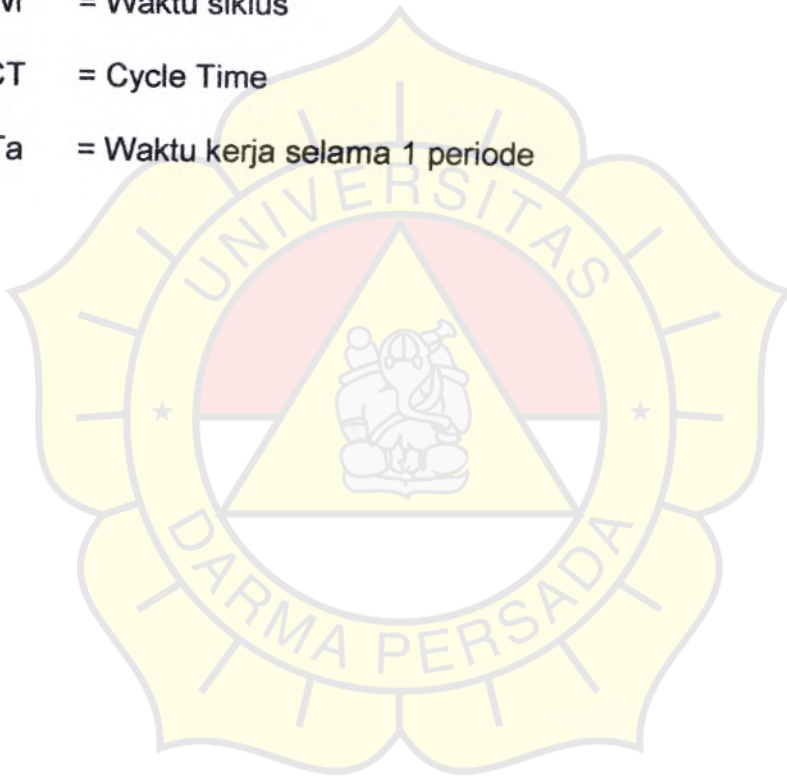 = Waktu siklus
CT = Cycle Time
Ta = Waktu kerja selama 1 periode
UNIVERSITAS
DARMA PERSADA